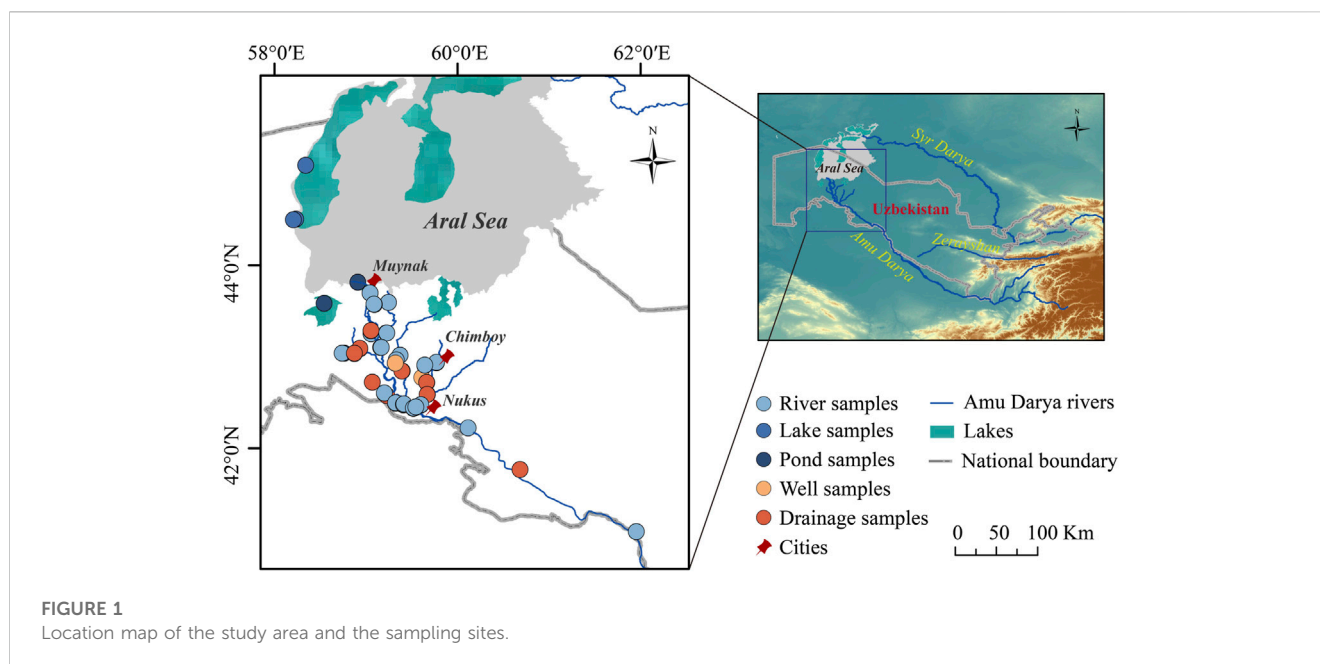 58°0′E 60°0′E 62°0′E
N
44°0′N
42°0′N
Aral Sea
Muynak
Chimboy
Nukus
N
Syr Darya
Aral Sea
Uzbekistan
Zeravshan
Amu Darya
River samples
Lake samples
Pond samples
Well samples
Drainage samples
Cities
Amu Darya rivers
Lakes
National boundary
0 50 100 Km
FIGURE 1
Location map of the study area and the sampling sites.